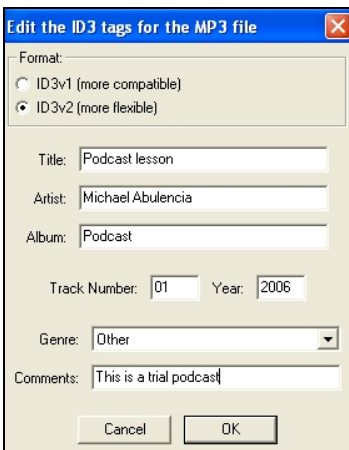 Edit the ID3 tags for the MP3 file
Format:
ID3v1 (more compatible)
ID3v2 (more flexible)
Title: Podcast lesson
Artist: Michael Abulencia
Album: Podcast
Track Number: 01 Year: 2006
Genre: Other
Comments: This is a trial podcast
Cancel OK